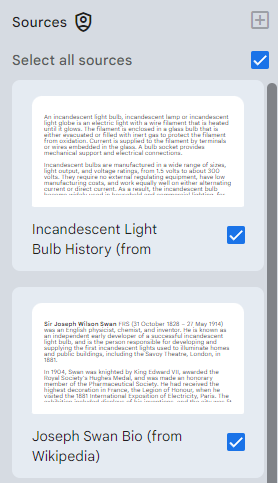 Sources
Select all sources
An incandescent light bulb, incandescent lamp or incandescent
light globe is an electric light with a wire filament that is heated
until it glows. The filament is enclosed in a glass bulb that is
either evacuated or filled with inert gas to protect the filament
from oxidation. Current is supplied to the filament by terminals
or wires embedded in the glass. A bulb socket provides
mechanical support and electrical connections.
Incandescent bulbs are manufactured in a wide range of sizes,
light output, and voltage ratings, from 1.5 volts to about 300
volts. They require no external regulating equipment, have low
manufacturing costs, and work equally well on either alternating
current or direct current. As a result, the incandescent bulb
Incandescent Light
Bulb History (from
Sir Joseph Wilson Swan FRS (31 October 1828 – 27 May 1914)
was an English physicist, chemist, and inventor. He is known as
an independent early developer of a successful incandescent
light bulb, and is the person responsible for developing and
supplying the first incandescent lights used to illuminate homes
and public buildings, including the Savoy Theatre, London, in
1881.
In 1904, Swan was knighted by King Edward VII, awarded the
Royal Society's Hughes Medal, and was made an honorary
member of the Pharmaceutical Society. He had received the
highest decoration in France, the Legion of Honour, when he
visited the 1881 International Exposition of Electricity, Paris. The
Joseph Swan Bio (from
Wikipedia)